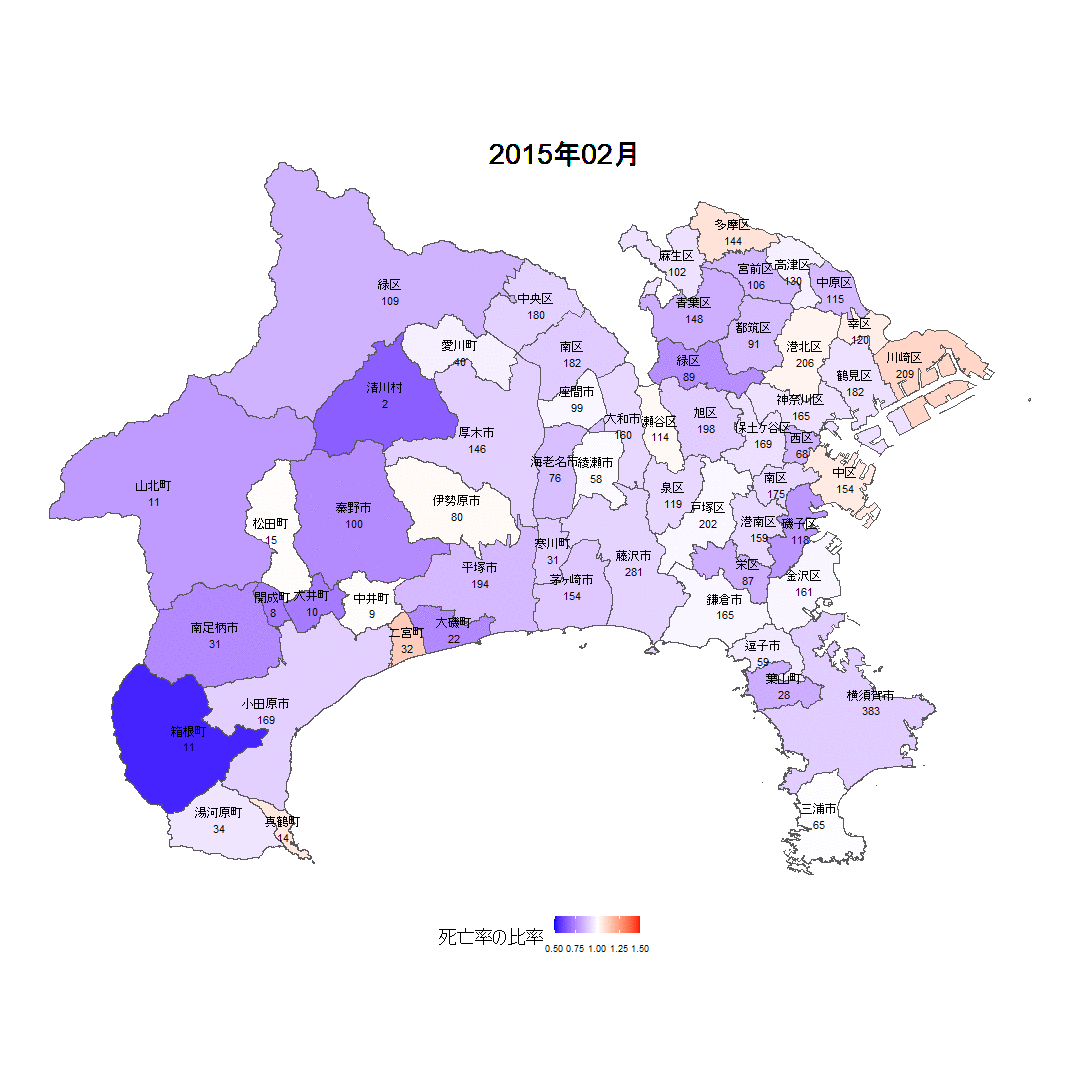 2015年02月
多摩区
144
麻生区
102
宮前区
106
高津区
130
中原区
115
緑区
109
中央区
180
青葉区
148
都筑区
91
幸区
120
港北区
206
川崎区
209
愛川町
40
南区
182
緑区
89
鶴見区
182
清川村
2
座間市
99
神奈川区
165
大和市
160
瀬谷区
114
旭区
198
保土ケ谷区
169
西区
68
厚木市
146
海老名市
76
綾瀬市
58
中区
154
山北町
11
泉区
119
南区
175
秦野市
100
伊勢原市
80
戸塚区
202
松田町
15
港南区
159
磯子区
118
寒川町
31
藤沢市
281
栄区
87
平塚市
194
茅ヶ崎市
154
金沢区
161
開成町
8
大井町
10
中井町
9
鎌倉市
165
南足柄市
31
二宮町
32
大磯町
22
逗子市
59
葉山町
28
横須賀市
383
小田原市
169
箱根町
11
湯河原町
34
真鶴町
14
三浦市
65
死亡率の比率
0.50 0.75 1.00 1.25 1.50